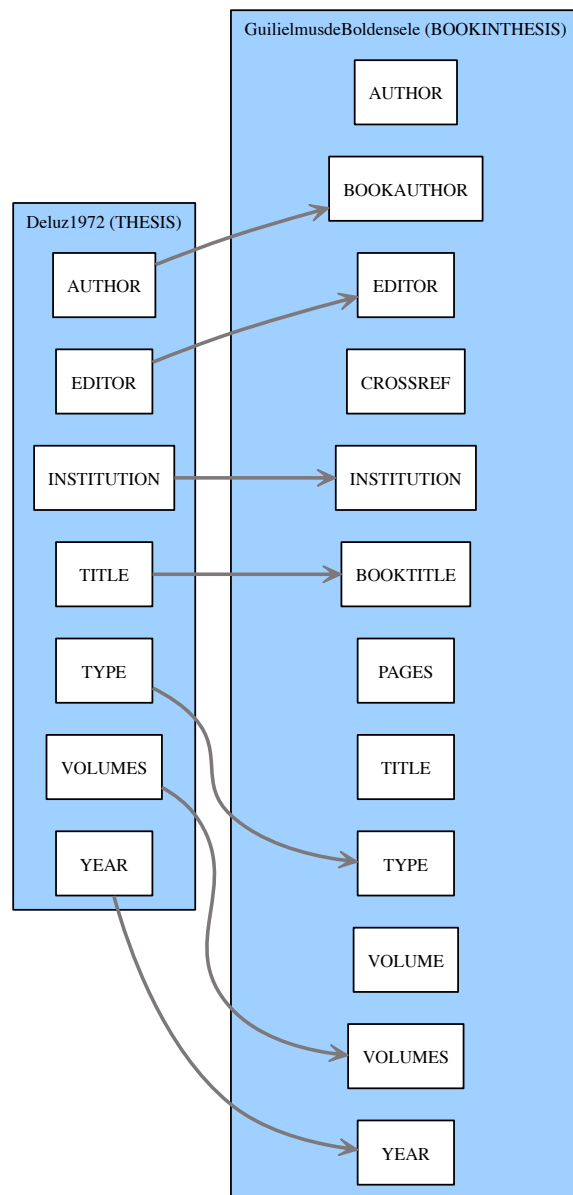 Deluz1972 (THESIS)
AUTHOR
EDITOR
INSTITUTION
TITLE
TYPE
VOLUMES
YEAR
GuilielmusdeBoldensele (BOOKINTHESIS)
AUTHOR
BOOKAUTHOR
EDITOR
CROSSREF
INSTITUTION
BOOKTITLE
PAGES
TITLE
TYPE
VOLUME
VOLUMES
YEAR